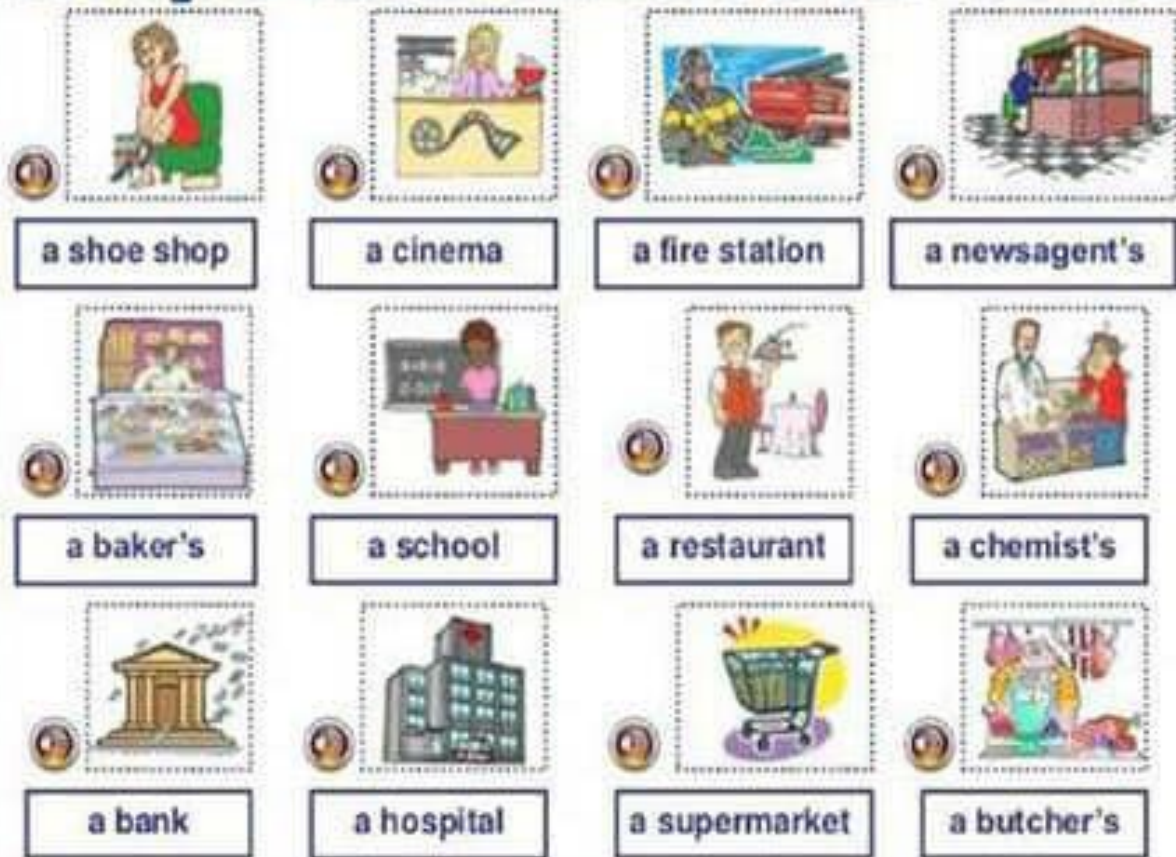 a shoe shop
a cinema
a fire station
a newsagent's
a baker's
a school
a restaurant
a chemist's
a bank
a hospital
a supermarket
a butcher's